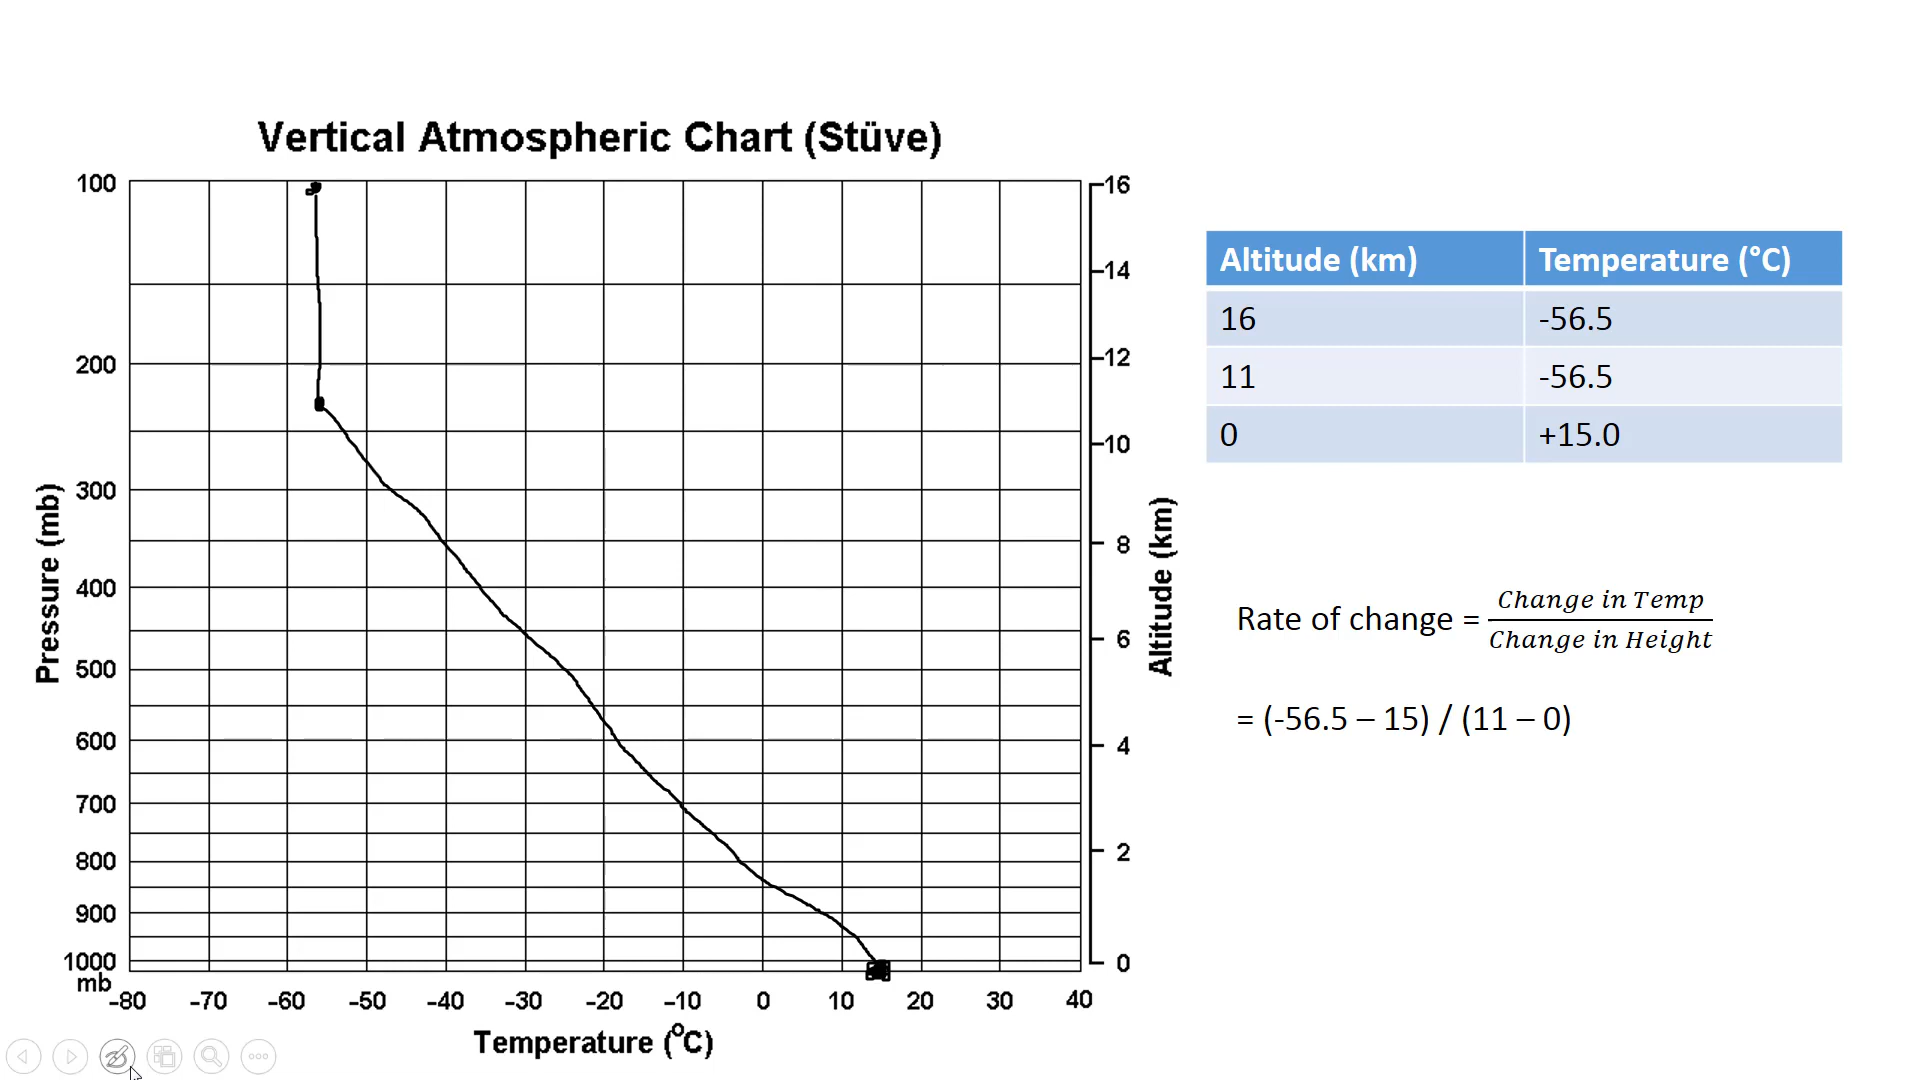 Vertical Atmospheric Chart (Stüve)
Pressure (mb)
100
200
300
400
500
600
700
800
900
1000
mb
-80 -70 -60 -50 -40 -30 -20 -10 0 10 20 30 40
Temperature (°C)
16
14
12
10
8
6
4
2
0
Altitude (km)
Altitude (km) Temperature (°C)
16 -56.5
11 -56.5
0 +15.0
Rate of change = Change in Temp / Change in Height
= (-56.5 – 15) / (11 – 0)